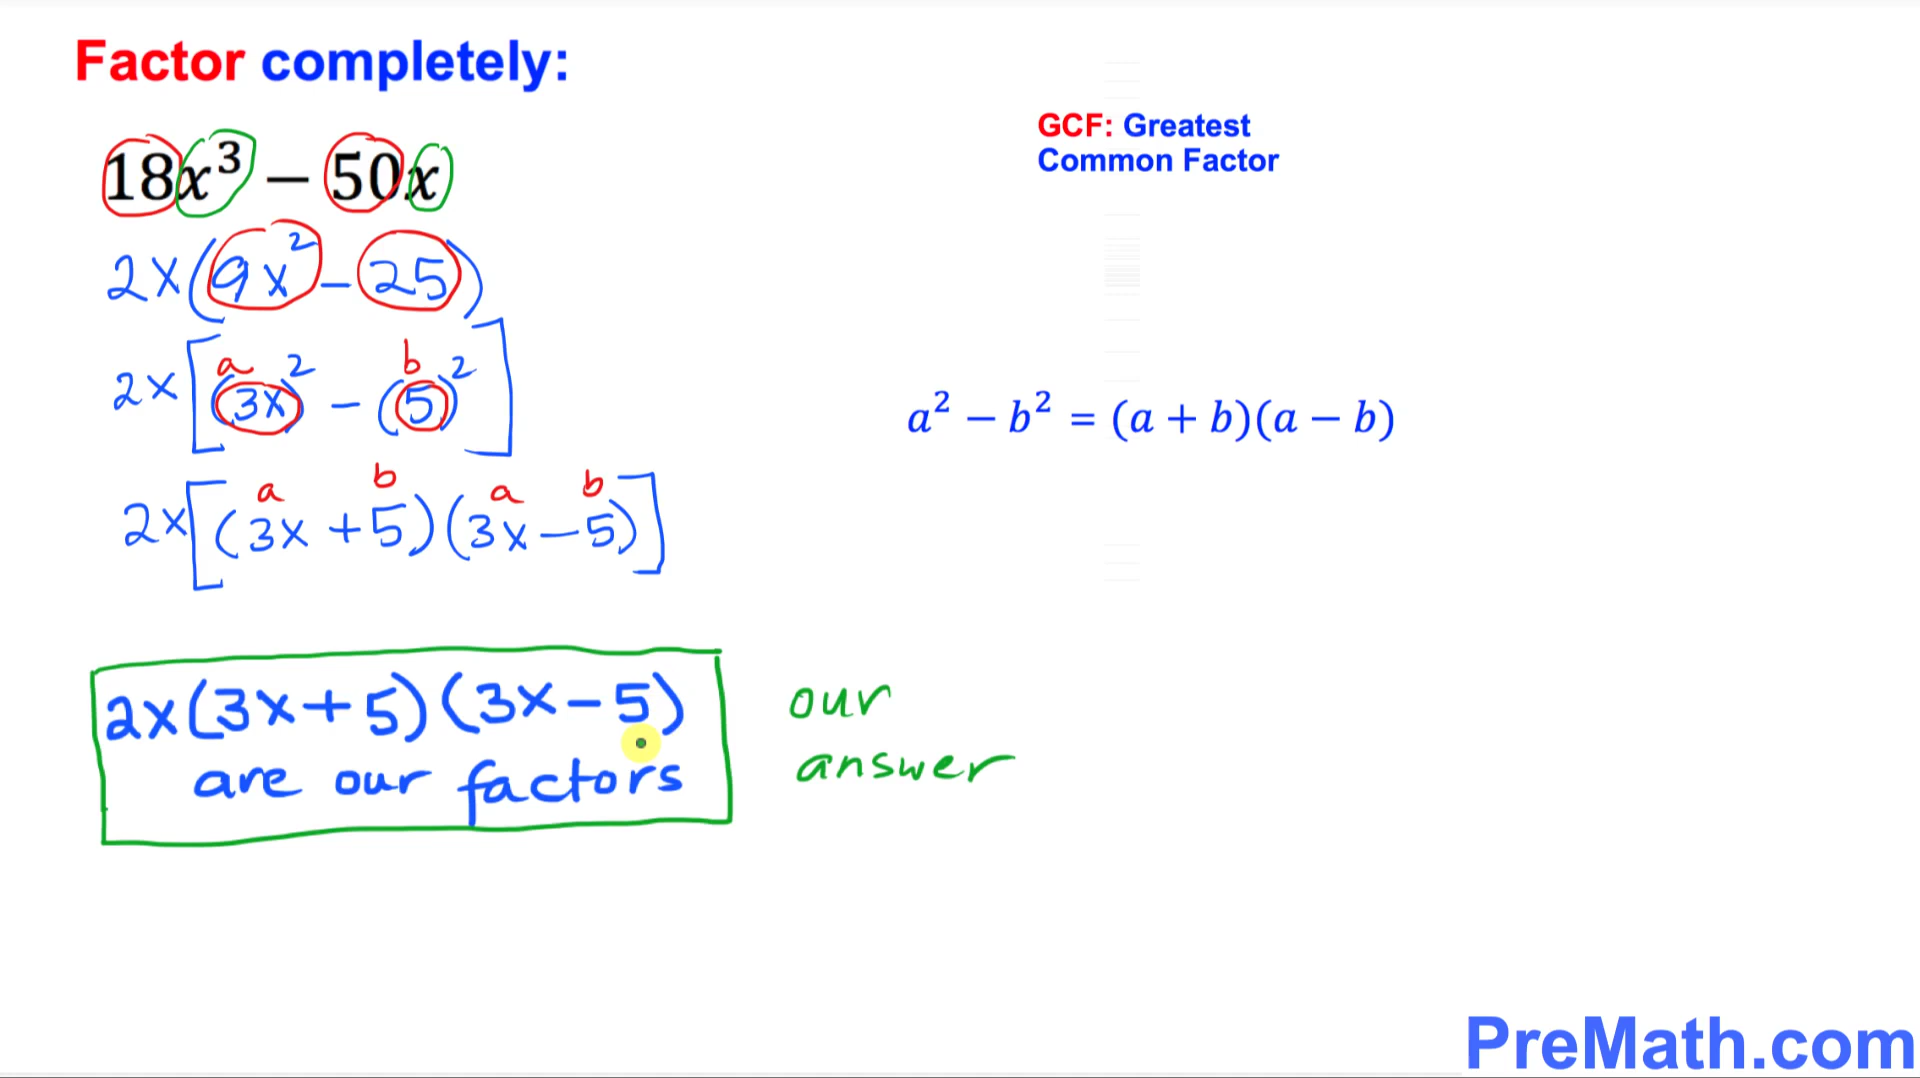 Factor completely:
GCF: Greatest
Common Factor
18x³ − 50x
2x(9x² − 25)
a b
2x[(3x)² − (5)²]
a² − b² = (a + b)(a − b)
a b a b
2x[(3x + 5)(3x − 5)]
2x(3x + 5)(3x − 5)
are our factors
our
answer
PreMath.com